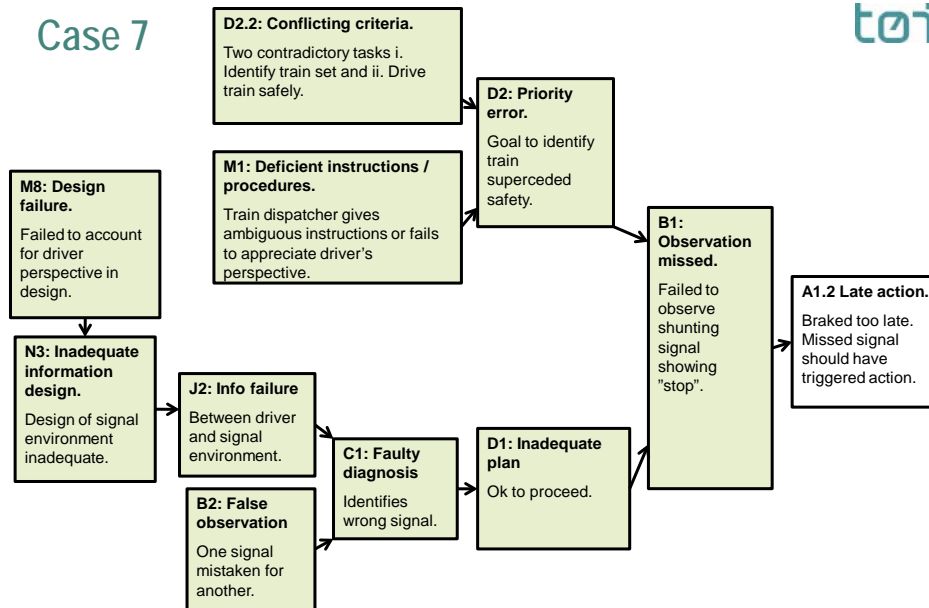 Case 7
D2.2: Conflicting criteria.
Two contradictory tasks i.
Identify train set and ii. Drive
train safely.
D2: Priority
error.
Goal to identify
train
superceded
safety.
M1: Deficient instructions /
procedures.
Train dispatcher gives
ambiguous instructions or fails
to appreciate driver's
perspective.
M8: Design
failure.
Failed to account
for driver
perspective in
design.
B1:
Observation
missed.
Failed to
observe
shunting
signal
showing
”stop”.
A1.2 Late action.
Braked too late.
Missed signal
should have
triggered action.
N3: Inadequate
information
design.
Design of signal
environment
inadequate.
J2: Info failure
Between driver
and signal
environment.
C1: Faulty
diagnosis
Identifies
wrong signal.
D1: Inadequate
plan
Ok to proceed.
B2: False
observation
One signal
mistaken for
another.